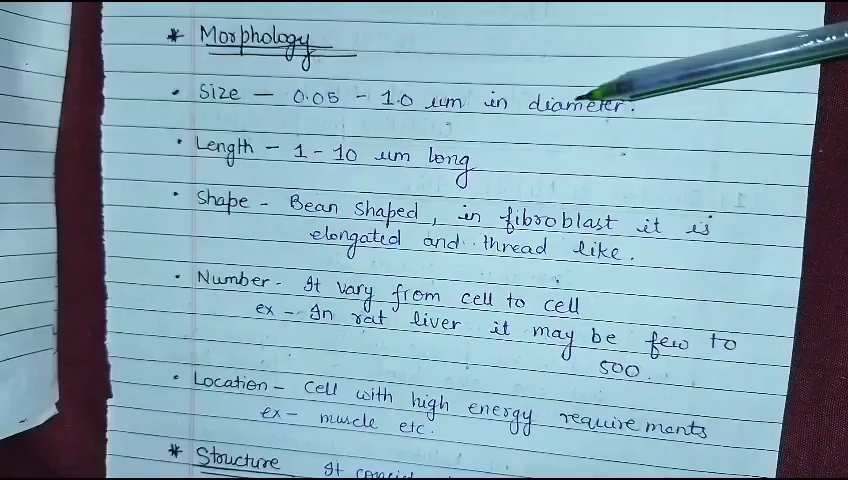 * Morphology
• Size - 0.05 - 1.0 um in diameter.
• Length - 1 - 10 um long
• Shape - Bean shaped, in fibroblast it is
elongated and thread like.
• Number - It vary from cell to cell
ex - In rat liver it may be few to
500.
• Location - Cell with high energy requirements
ex - muscle etc.
* Structure It